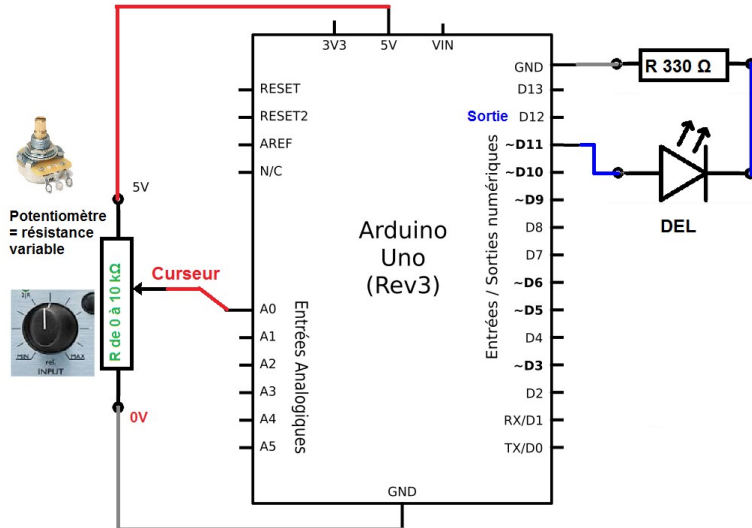 3V3
5V
VIN
RESET
RESET2
AREF
N/C
GND
D13
Sortie D12
~D11
~D10
~D9
D8
D7
~D6
~D5
D4
~D3
D2
RX/D1
TX/D0
R 330 Ω
DEL
5V
Potentiomètre
= résistance
variable
R de 0 à 10 kΩ
Curseur
MIN
MAX
rel.
INPUT
0V
A0
A1
A2
A3
A4
A5
Entrées Analogiques
Arduino
Uno
(Rev3)
Entrées / Sorties numériques
GND